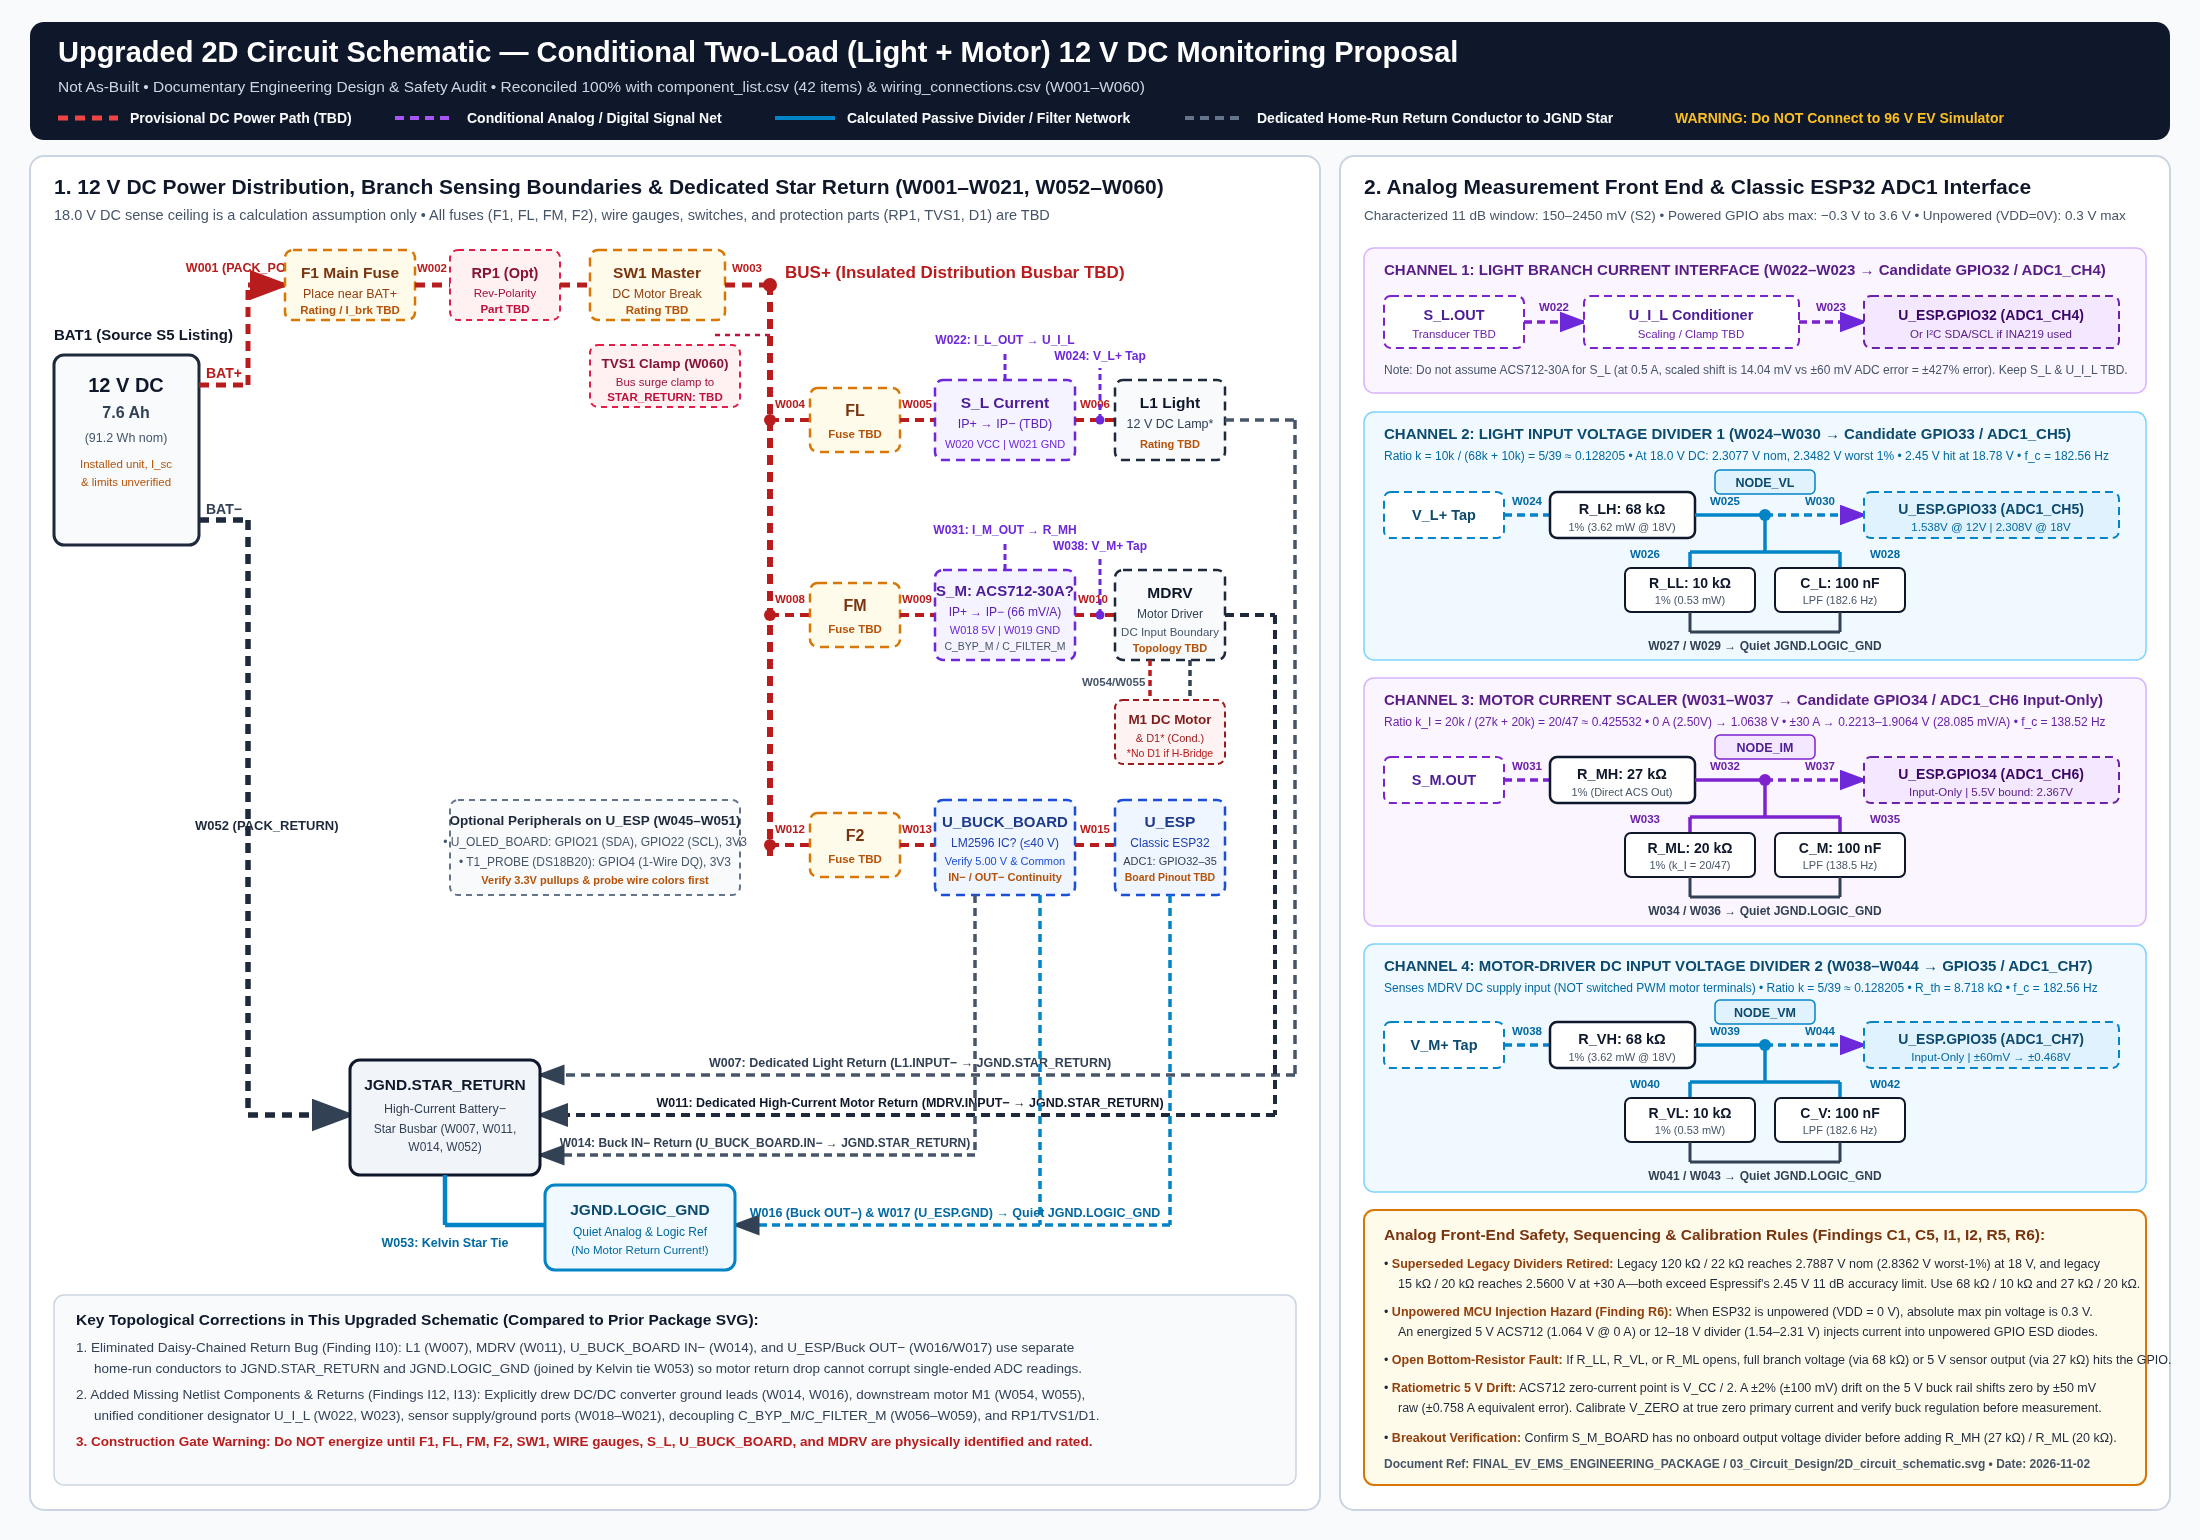 Upgraded 2D Circuit Schematic — Conditional Two-Load (Light + Motor) 12 V DC Monitoring Proposal
Not As-Built • Documentary Engineering Design & Safety Audit • Reconciled 100% with component_list.csv (42 items) & wiring_connections.csv (W001–W060)
Provisional DC Power Path (TBD)
Conditional Analog / Digital Signal Net
Calculated Passive Divider / Filter Network
Dedicated Home-Run Return Conductor to JGND Star
WARNING: Do NOT Connect to 96 V EV Simulator
1. 12 V DC Power Distribution, Branch Sensing Boundaries & Dedicated Star Return (W001–W021, W052–W060)
18.0 V DC sense ceiling is a calculation assumption only • All fuses (F1, FL, FM, F2), wire gauges, switches, and protection parts (RP1, TVS1, D1) are TBD
W001 (PACK_PO
F1 Main Fuse
Place near BAT+
Rating / I_brk TBD
W002
RP1 (Opt)
Rev-Polarity
Part TBD
SW1 Master
DC Motor Break
Rating TBD
W003
BUS+ (Insulated Distribution Busbar TBD)
BAT1 (Source S5 Listing)
12 V DC
7.6 Ah
(91.2 Wh nom)
Installed unit, I_sc
& limits unverified
BAT+
BAT−
TVS1 Clamp (W060)
Bus surge clamp to
STAR_RETURN: TBD
W022: I_L_OUT → U_I_L
W024: V_L+ Tap
W004
FL
Fuse TBD
W005
S_L Current
IP+ → IP− (TBD)
W020 VCC | W021 GND
W006
L1 Light
12 V DC Lamp*
Rating TBD
W031: I_M_OUT → R_MH
W038: V_M+ Tap
W008
FM
Fuse TBD
W009
S_M: ACS712-30A?
IP+ → IP− (66 mV/A)
W018 5V | W019 GND
C_BYP_M / C_FILTER_M
W010
MDRV
Motor Driver
DC Input Boundary
Topology TBD
W054/W055
M1 DC Motor
& D1* (Cond.)
*No D1 if H-Bridge
W052 (PACK_RETURN)
Optional Peripherals on U_ESP (W045–W051)
• U_OLED_BOARD: GPIO21 (SDA), GPIO22 (SCL), 3V3
• T1_PROBE (DS18B20): GPIO4 (1-Wire DQ), 3V3
Verify 3.3V pullups & probe wire colors first
W012
F2
Fuse TBD
W013
U_BUCK_BOARD
LM2596 IC? (≤40 V)
Verify 5.00 V & Common
IN− / OUT− Continuity
W015
U_ESP
Classic ESP32
ADC1: GPIO32–35
Board Pinout TBD
JGND.STAR_RETURN
High-Current Battery−
Star Busbar (W007, W011,
W014, W052)
W007: Dedicated Light Return (L1.INPUT− → JGND.STAR_RETURN)
W011: Dedicated High-Current Motor Return (MDRV.INPUT− → JGND.STAR_RETURN)
W014: Buck IN− Return (U_BUCK_BOARD.IN− → JGND.STAR_RETURN)
JGND.LOGIC_GND
Quiet Analog & Logic Ref
(No Motor Return Current!)
W016 (Buck OUT−) & W017 (U_ESP.GND) → Quiet JGND.LOGIC_GND
W053: Kelvin Star Tie
Key Topological Corrections in This Upgraded Schematic (Compared to Prior Package SVG):
1. Eliminated Daisy-Chained Return Bug (Finding I10): L1 (W007), MDRV (W011), U_BUCK_BOARD IN− (W014), and U_ESP/Buck OUT− (W016/W017) use separate
home-run conductors to JGND.STAR_RETURN and JGND.LOGIC_GND (joined by Kelvin tie W053) so motor return drop cannot corrupt single-ended ADC readings.
2. Added Missing Netlist Components & Returns (Findings I12, I13): Explicitly drew DC/DC converter ground leads (W014, W016), downstream motor M1 (W054, W055),
unified conditioner designator U_I_L (W022, W023), sensor supply/ground ports (W018–W021), decoupling C_BYP_M/C_FILTER_M (W056–W059), and RP1/TVS1/D1.
3. Construction Gate Warning: Do NOT energize until F1, FL, FM, F2, SW1, WIRE gauges, S_L, U_BUCK_BOARD, and MDRV are physically identified and rated.
2. Analog Measurement Front End & Classic ESP32 ADC1 Interface
Characterized 11 dB window: 150–2450 mV (S2) • Powered GPIO abs max: −0.3 V to 3.6 V • Unpowered (VDD=0V): 0.3 V max
CHANNEL 1: LIGHT BRANCH CURRENT INTERFACE (W022–W023 → Candidate GPIO32 / ADC1_CH4)
S_L.OUT
Transducer TBD
W022
U_I_L Conditioner
Scaling / Clamp TBD
W023
U_ESP.GPIO32 (ADC1_CH4)
Or I²C SDA/SCL if INA219 used
Note: Do not assume ACS712-30A for S_L (at 0.5 A, scaled shift is 14.04 mV vs ±60 mV ADC error = ±427% error). Keep S_L & U_I_L TBD.
CHANNEL 2: LIGHT INPUT VOLTAGE DIVIDER 1 (W024–W030 → Candidate GPIO33 / ADC1_CH5)
Ratio k = 10k / (68k + 10k) = 5/39 ≈ 0.128205 • At 18.0 V DC: 2.3077 V nom, 2.3482 V worst 1% • 2.45 V hit at 18.78 V • f_c = 182.56 Hz
NODE_VL
V_L+ Tap
W024
R_LH: 68 kΩ
1% (3.62 mW @ 18V)
W025
W030
U_ESP.GPIO33 (ADC1_CH5)
1.538V @ 12V | 2.308V @ 18V
W026
W028
R_LL: 10 kΩ
1% (0.53 mW)
C_L: 100 nF
LPF (182.6 Hz)
W027 / W029 → Quiet JGND.LOGIC_GND
CHANNEL 3: MOTOR CURRENT SCALER (W031–W037 → Candidate GPIO34 / ADC1_CH6 Input-Only)
Ratio k_I = 20k / (27k + 20k) = 20/47 ≈ 0.425532 • 0 A (2.50V) → 1.0638 V • ±30 A → 0.2213–1.9064 V (28.085 mV/A) • f_c = 138.52 Hz
NODE_IM
S_M.OUT
W031
R_MH: 27 kΩ
1% (Direct ACS Out)
W032
W037
U_ESP.GPIO34 (ADC1_CH6)
Input-Only | 5.5V bound: 2.367V
W033
W035
R_ML: 20 kΩ
1% (k_I = 20/47)
C_M: 100 nF
LPF (138.5 Hz)
W034 / W036 → Quiet JGND.LOGIC_GND
CHANNEL 4: MOTOR-DRIVER DC INPUT VOLTAGE DIVIDER 2 (W038–W044 → GPIO35 / ADC1_CH7)
Senses MDRV DC supply input (NOT switched PWM motor terminals) • Ratio k = 5/39 ≈ 0.128205 • R_th = 8.718 kΩ • f_c = 182.56 Hz
NODE_VM
V_M+ Tap
W038
R_VH: 68 kΩ
1% (3.62 mW @ 18V)
W039
W044
U_ESP.GPIO35 (ADC1_CH7)
Input-Only | ±60mV → ±0.468V
W040
W042
R_VL: 10 kΩ
1% (0.53 mW)
C_V: 100 nF
LPF (182.6 Hz)
W041 / W043 → Quiet JGND.LOGIC_GND
Analog Front-End Safety, Sequencing & Calibration Rules (Findings C1, C5, I1, I2, R5, R6):
• Superseded Legacy Dividers Retired: Legacy 120 kΩ / 22 kΩ reaches 2.7887 V nom (2.8362 V worst-1%) at 18 V, and legacy
15 kΩ / 20 kΩ reaches 2.5600 V at +30 A—both exceed Espressif's 2.45 V 11 dB accuracy limit. Use 68 kΩ / 10 kΩ and 27 kΩ / 20 kΩ.
• Unpowered MCU Injection Hazard (Finding R6): When ESP32 is unpowered (VDD = 0 V), absolute max pin voltage is 0.3 V.
An energized 5 V ACS712 (1.064 V @ 0 A) or 12–18 V divider (1.54–2.31 V) injects current into unpowered GPIO ESD diodes.
• Open Bottom-Resistor Fault: If R_LL, R_VL, or R_ML opens, full branch voltage (via 68 kΩ) or 5 V sensor output (via 27 kΩ) hits the GPIO.
• Ratiometric 5 V Drift: ACS712 zero-current point is V_CC / 2. A ±2% (±100 mV) drift on the 5 V buck rail shifts zero by ±50 mV
raw (±0.758 A equivalent error). Calibrate V_ZERO at true zero primary current and verify buck regulation before measurement.
• Breakout Verification: Confirm S_M_BOARD has no onboard output voltage divider before adding R_MH (27 kΩ) / R_ML (20 kΩ).
Document Ref: FINAL_EV_EMS_ENGINEERING_PACKAGE / 03_Circuit_Design/2D_circuit_schematic.svg • Date: 2026-11-02